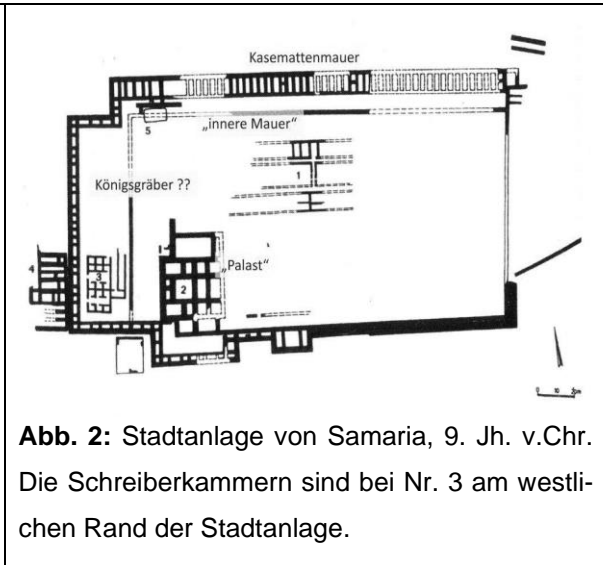 Kasemattenmauer
„innere Mauer“
5
1
Königsgräber ??
„Palast“
4
3
2
Abb. 2: Stadtanlage von Samaria, 9. Jh. v.Chr.
Die Schreiberkammern sind bei Nr. 3 am westli-
chen Rand der Stadtanlage.